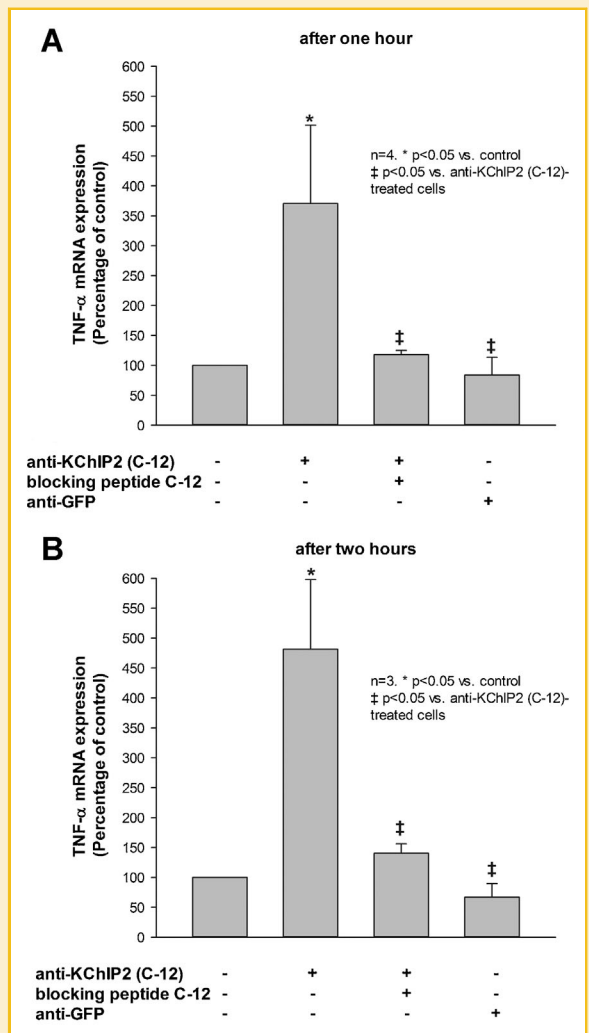 A
after one hour
TNF-α mRNA expression
(Percentage of control)
600
550
500
450
400
350
300
250
200
150
100
50
0
*
‡
‡
n=4. * p<0.05 vs. control
‡ p<0.05 vs. anti-KChIP2 (C-12)-
treated cells
anti-KChIP2 (C-12) - + + -
blocking peptide C-12 - - + -
anti-GFP - - - +
B
after two hours
TNF-α mRNA expression
(Percentage of control)
600
550
500
450
400
350
300
250
200
150
100
50
0
*
‡
‡
n=3. * p<0.05 vs. control
‡ p<0.05 vs. anti-KChIP2 (C-12)-
treated cells
anti-KChIP2 (C-12) - + + -
blocking peptide C-12 - - + -
anti-GFP - - - +